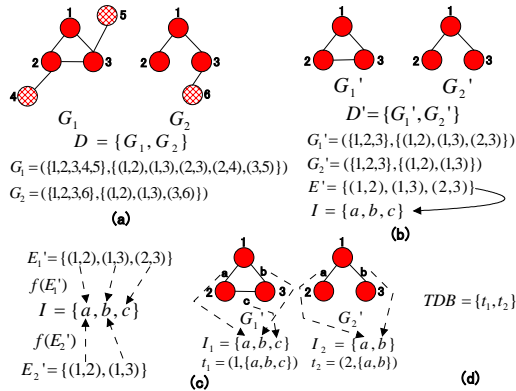 1
5
2
3
4
G₁
1
2
3
6
G₂
D = {G₁, G₂}
G₁ = ({1,2,3,4,5},{(1,2),(1,3),(2,3),(2,4),(3,5)})
G₂ = ({1,2,3,6},{(1,2),(1,3),(3,6)})
(a)
1
2
3
G₁'
1
2
3
G₂'
D' = {G₁', G₂'}
G₁' = ({1,2,3},{(1,2),(1,3),(2,3)})
G₂' = ({1,2,3},{(1,2),(1,3)})
E' = {(1,2),(1,3),(2,3)}
I = {a,b,c}
(b)
E₁' = {(1,2),(1,3),(2,3)}
f(E₁')
I = {a,b,c}
f(E₂')
E₂' = {(1,2),(1,3)}
(c)
1
a
b
2
c
3
G₁'
I₁ = {a,b,c}
t₁ = (1,{a,b,c})
1
a
b
2
3
G₂'
I₂ = {a,b}
t₂ = (2,{a,b})
TDB = {t₁, t₂}
(d)